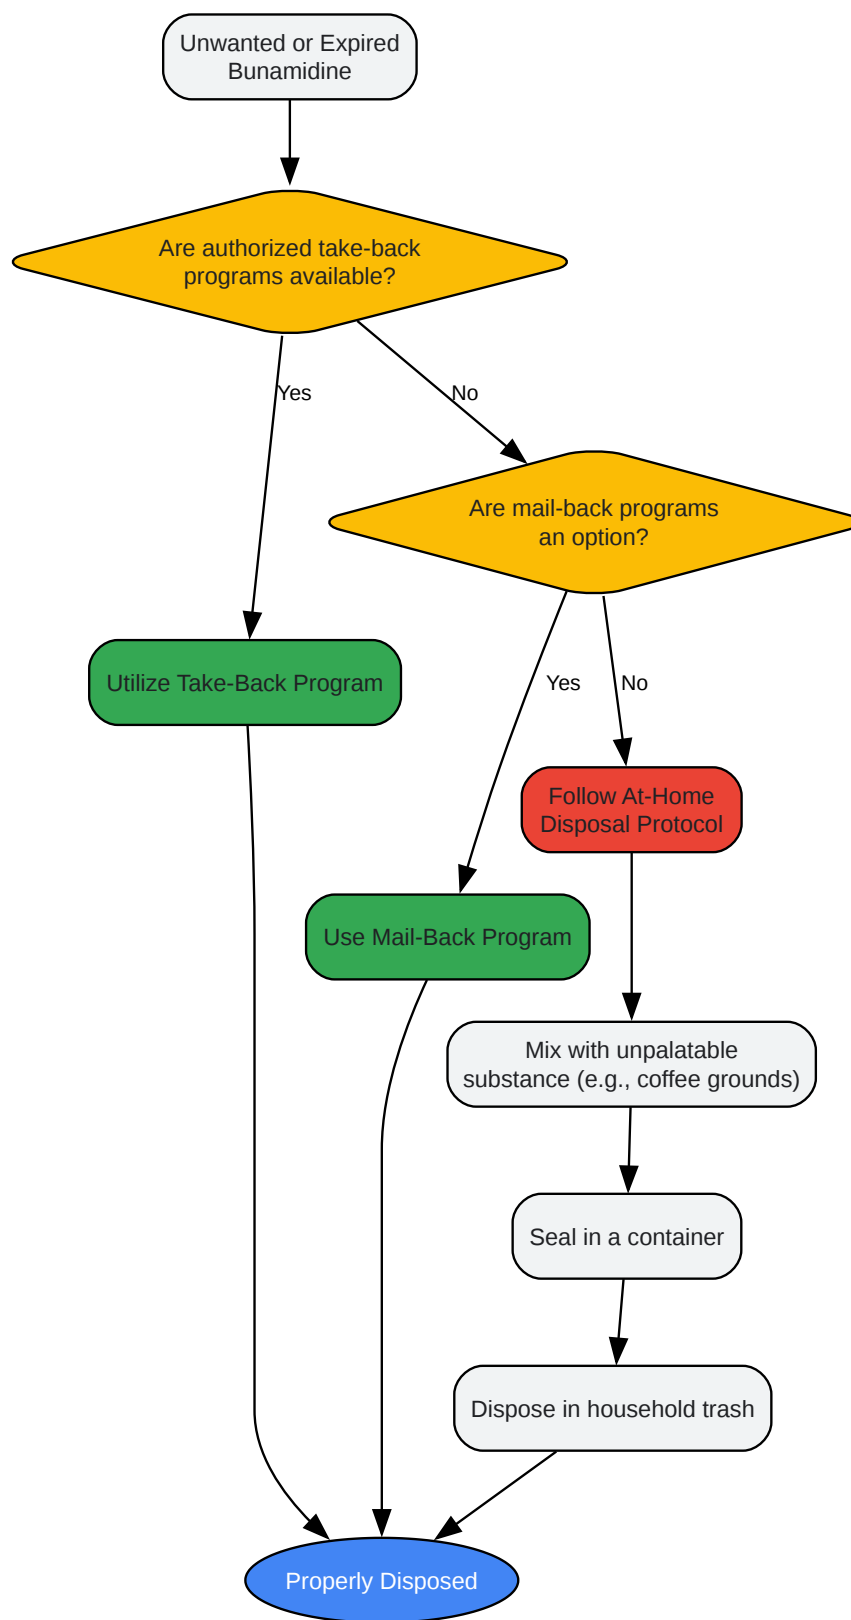 Unwanted or Expired
Bunamidine
Are authorized take-back
programs available?
Yes
No
Are mail-back programs
an option?
Utilize Take-Back Program
Yes
No
Follow At-Home
Disposal Protocol
Use Mail-Back Program
Mix with unpalatable
substance (e.g., coffee grounds)
Seal in a container
Dispose in household trash
Properly Disposed